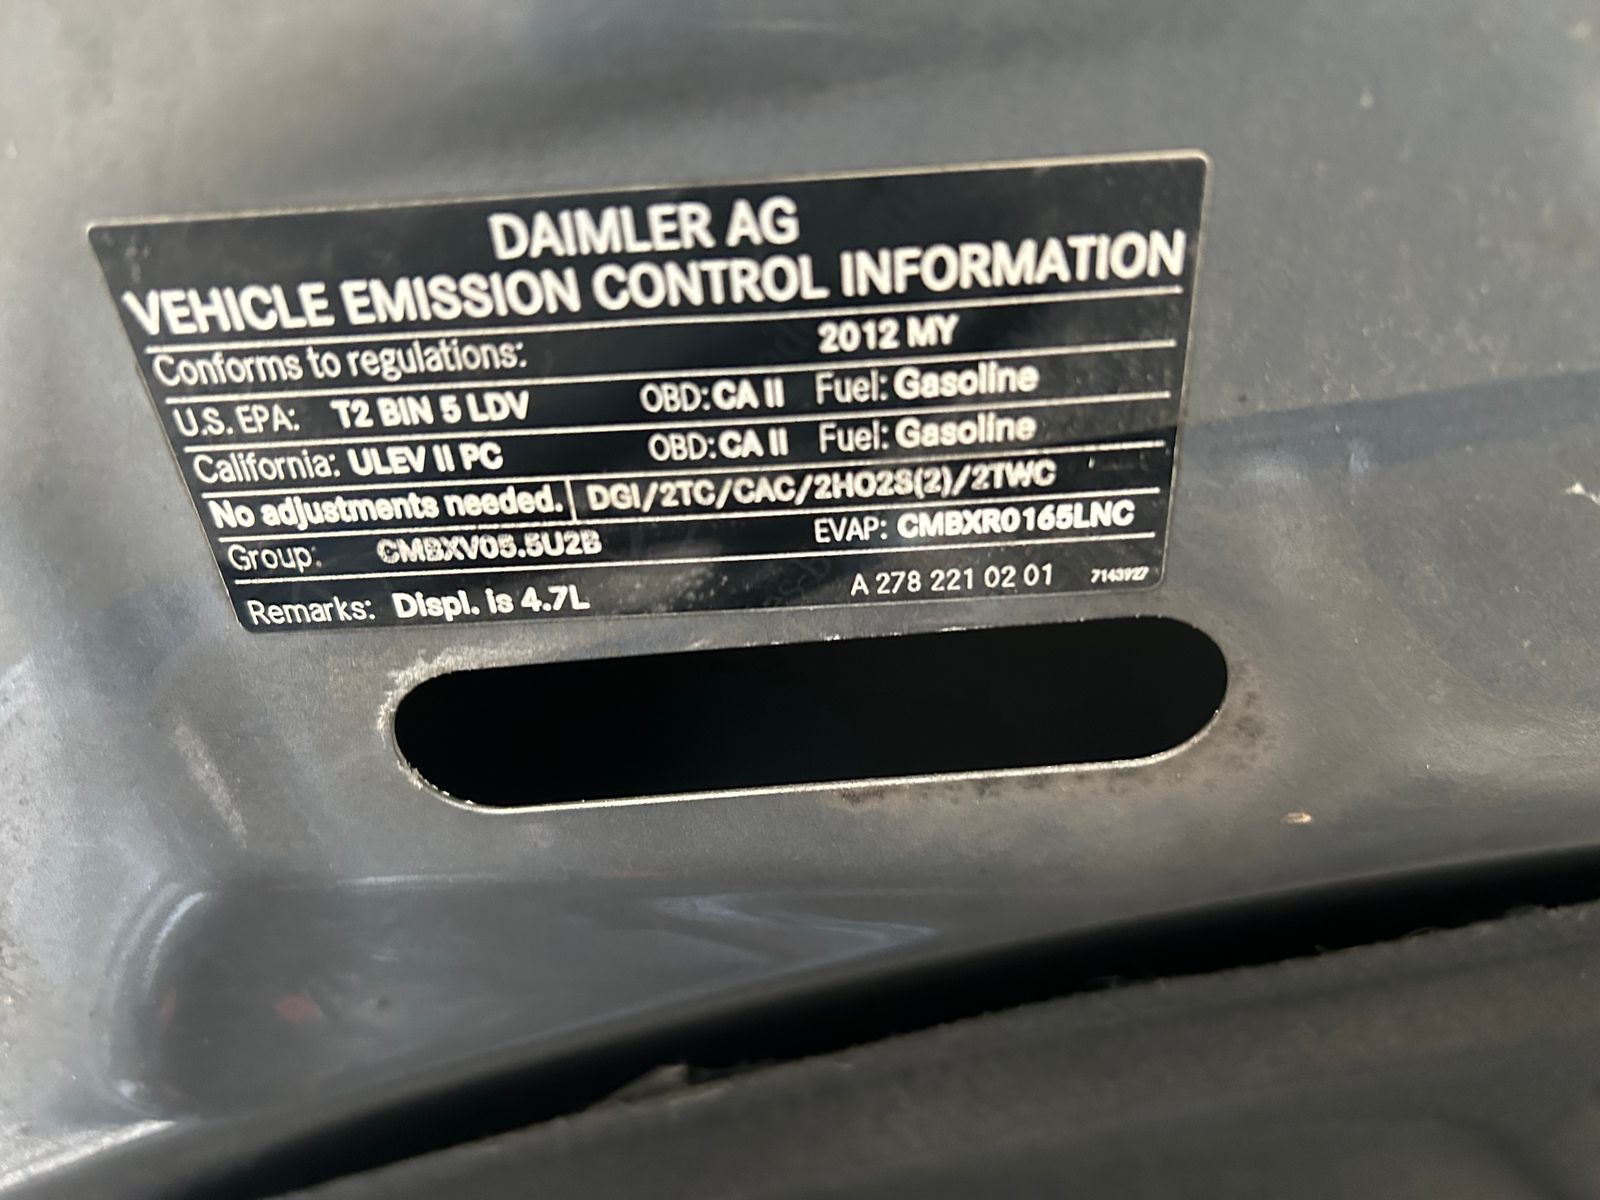 DAIMLER AG
VEHICLE EMISSION CONTROL INFORMATION
Conforms to regulations: 2012 MY
U.S. EPA: T2 BIN 5 LDV OBD: CA II Fuel: Gasoline
California: ULEV II PC OBD: CA II Fuel: Gasoline
No adjustments needed. DGI/2TC/CAC/2HO2S(2)/2TWC
Group: CMBXV05.5U2B EVAP: CMBXR0165LNC
Remarks: Displ. is 4.7L A 278 221 02 01 7143927